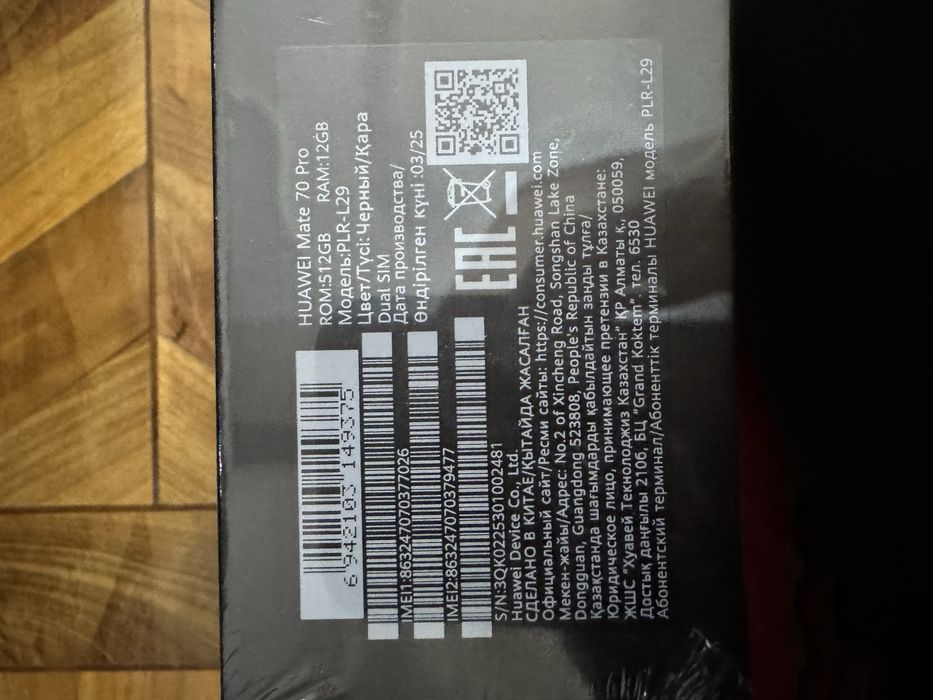 HUAWEI Mate 70 Pro
ROM:512GB RAM:12GB
Модель:PLR-L29
Цвет/Түсі: Черный/Қара
Dual SIM
Дата производства/
Өндірілген күні :03/25
6 942103 149375
IMEI1:863247070377026
IMEI2:863247070379477
S/N:3QK0225301002481
EAC
Huawei Device Co., Ltd.
СДЕЛАНО В КИТАЕ/ҚЫТАЙДА ЖАСАЛҒАН
Официальный сайт/Ресми сайты: https://consumer.huawei.com
Мекен-жайы/Адрес: No.2 of Xincheng Road, Songshan Lake Zone,
Dongguan, Guangdong 523808, People's Republic of China
Қазақстанда шағымдарды қабылдайтын заңды тұлға/
Юридическое лицо, принимающее претензии в Казахстане:
ЖШС "Хуавей Текнолоджиз Казахстан" ҚР Алматы қ., 050059,
Достық даңғылы 210б, БЦ "Grand Koktem". тел. 6530
Абонентский терминал/Абоненттік терминалы HUAWEI модель PLR-L29